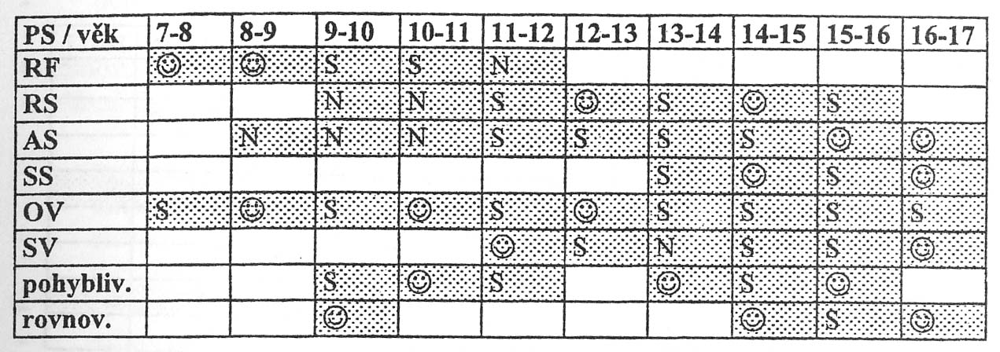 PS / věk 7-8 8-9 9-10 10-11 11-12 12-13 13-14 14-15 15-16 16-17
RF ☺ ☺ S S N
RS N N S ☺ S ☺ S
AS N N N S S S S ☺ ☺
SS S ☺ S ☺
OV S ☺ S ☺ S ☺ S S S S
SV ☺ S N S S ☺
pohybliv. S ☺ S ☺ S ☺
rovnov. ☺ ☺ S ☺